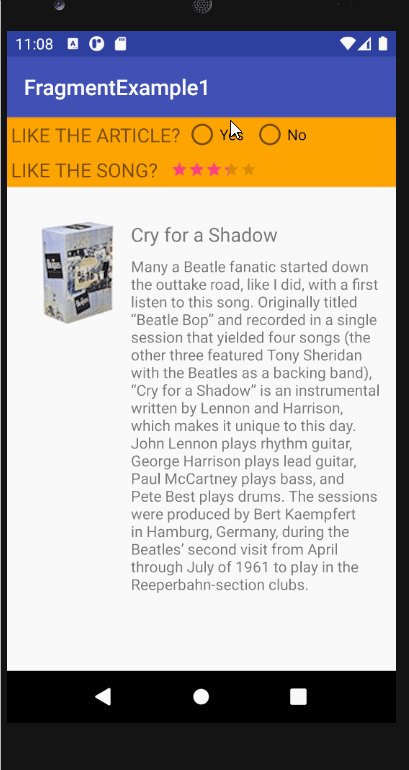 11:08
FragmentExample1
LIKE THE ARTICLE? Yes No
LIKE THE SONG?
Cry for a Shadow
Many a Beatle fanatic started down
the outtake road, like I did, with a first
listen to this song. Originally titled
“Beatle Bop” and recorded in a single
session that yielded four songs (the
other three featured Tony Sheridan
with the Beatles as a backing band),
“Cry for a Shadow” is an instrumental
written by Lennon and Harrison,
which makes it unique to this day.
John Lennon plays rhythm guitar,
George Harrison plays lead guitar,
Paul McCartney plays bass, and
Pete Best plays drums. The sessions
were produced by Bert Kaempfert
in Hamburg, Germany, during the
Beatles’ second visit from April
through July of 1961 to play in the
Reeperbahn-section clubs.